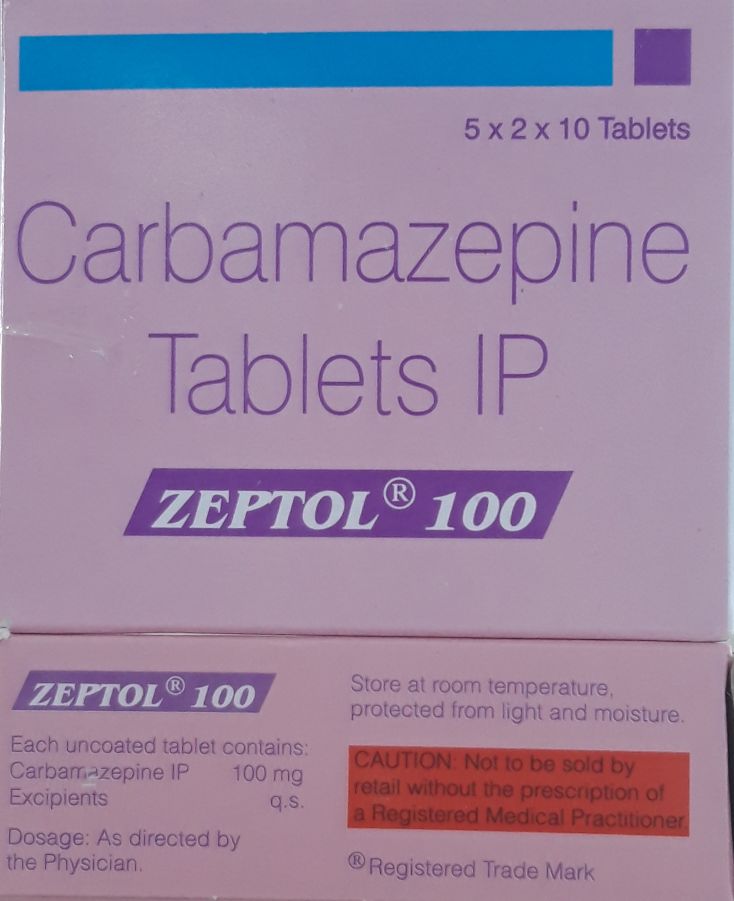 5 x 2 x 10 Tablets
Carbamazepine
Tablets IP
ZEPTOL® 100
ZEPTOL® 100
Each uncoated tablet contains:
Carbamazepine IP 100 mg
Excipients q.s.
Dosage: As directed by
the Physician.
Store at room temperature,
protected from light and moisture.
CAUTION: Not to be sold by
retail without the prescription of
a Registered Medical Practitioner.
® Registered Trade Mark